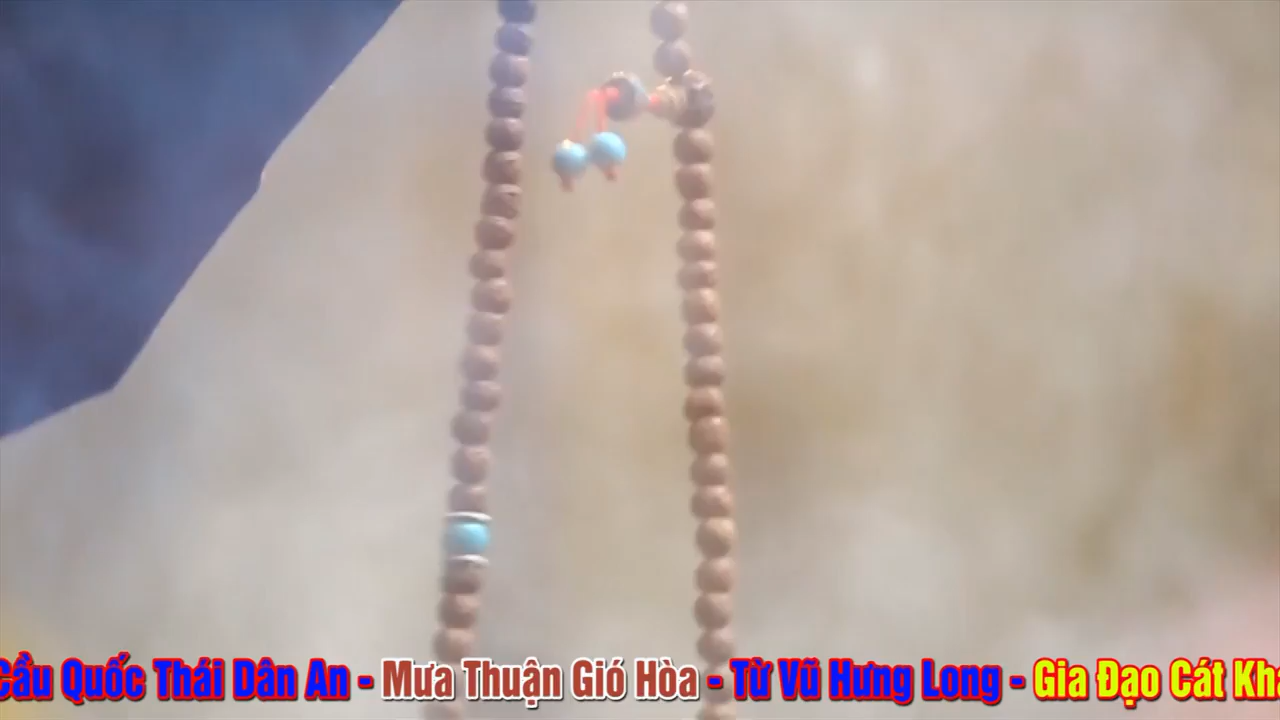 Cầu Quốc Thái Dân An - Mưa Thuận Gió Hòa - Từ Vũ Hưng Long - Gia Đạo Cát